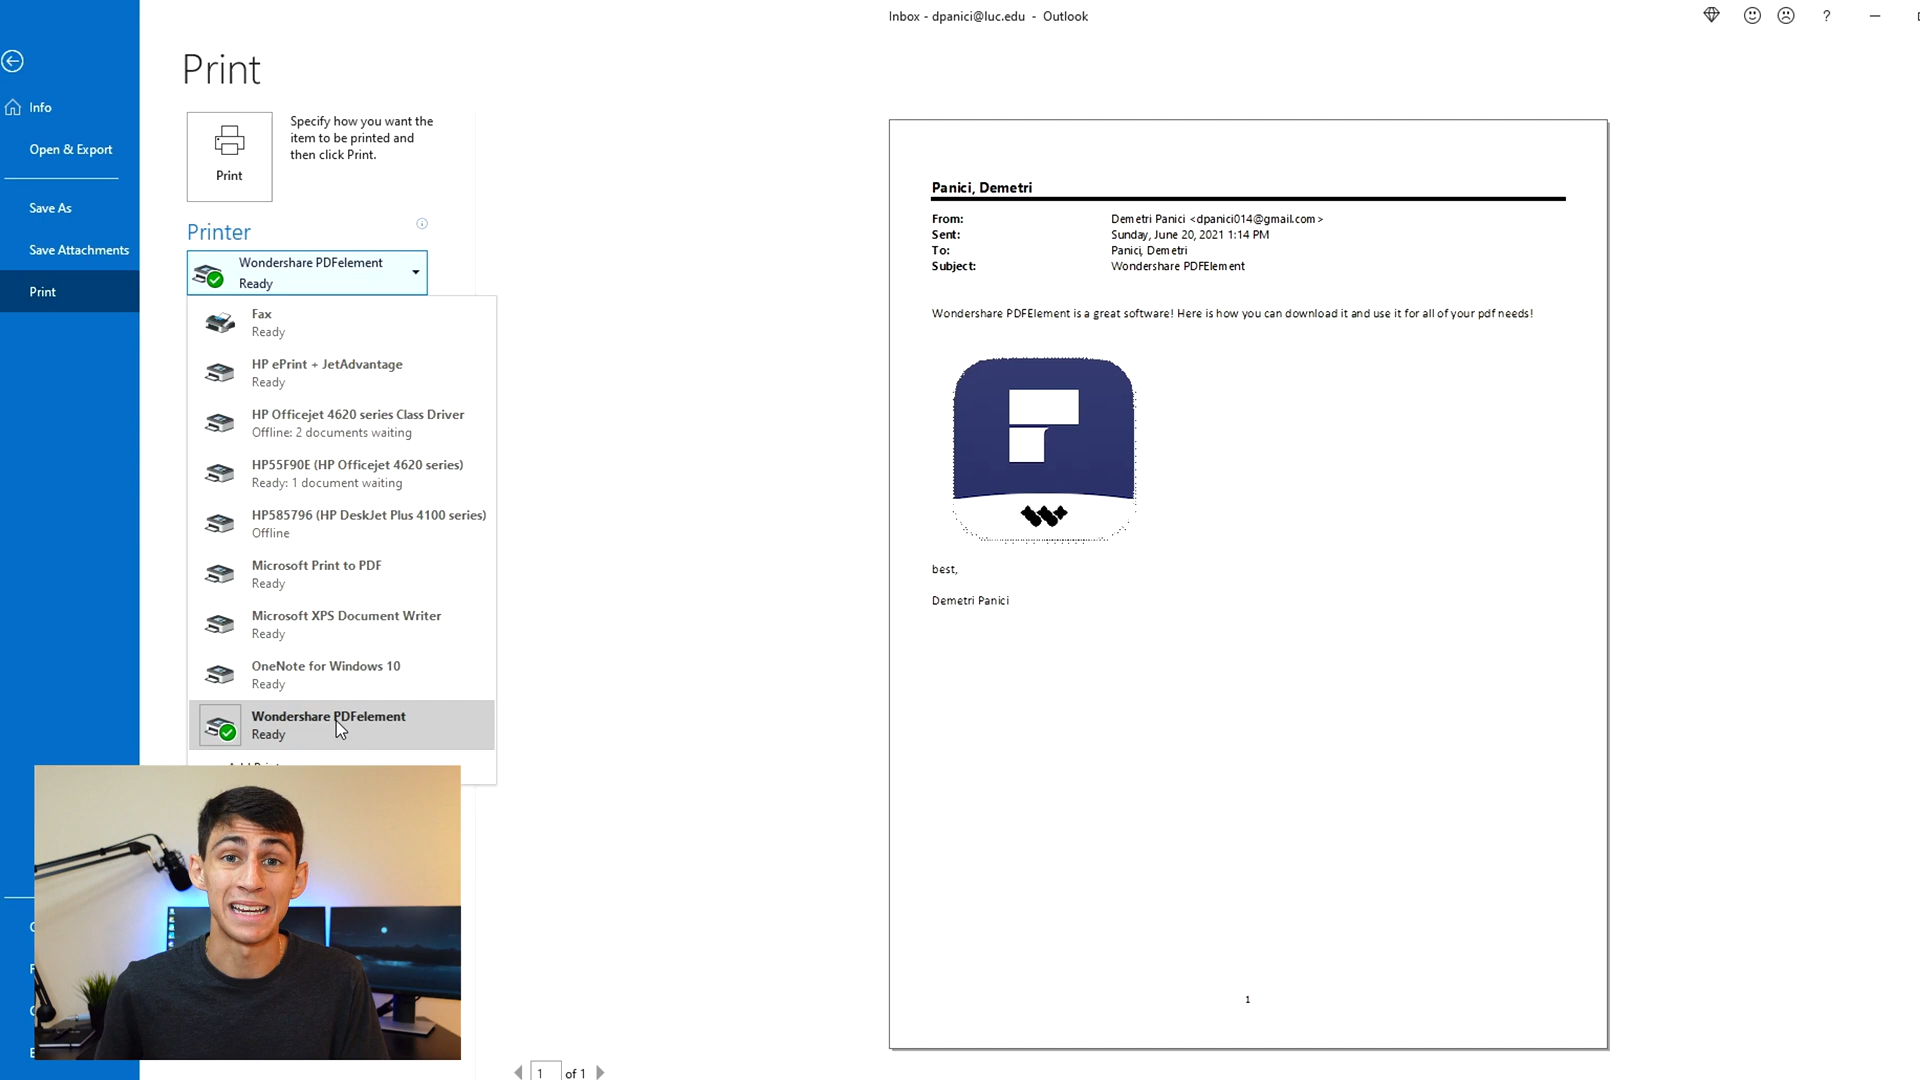 Inbox - dpanici@luc.edu - Outlook
?
Print
Info
Open & Export
Save As
Save Attachments
Print
Print
Specify how you want the
item to be printed and
then click Print.
Printer
Wondershare PDFelement
Ready
Fax
Ready
HP ePrint + JetAdvantage
Ready
HP Officejet 4620 series Class Driver
Offline: 2 documents waiting
HP55F90E (HP Officejet 4620 series)
Ready: 1 document waiting
HP585796 (HP DeskJet Plus 4100 series)
Offline
Microsoft Print to PDF
Ready
Microsoft XPS Document Writer
Ready
OneNote for Windows 10
Ready
Wondershare PDFelement
Ready
Panici, Demetri
From: Demetri Panici <dpanici014@gmail.com>
Sent: Sunday, June 20, 2021 1:14 PM
To: Panici, Demetri
Subject: Wondershare PDFElement
Wondershare PDFElement is a great software! Here is how you can download it and use it for all of your pdf needs!
best,
Demetri Panici
1
1 of 1